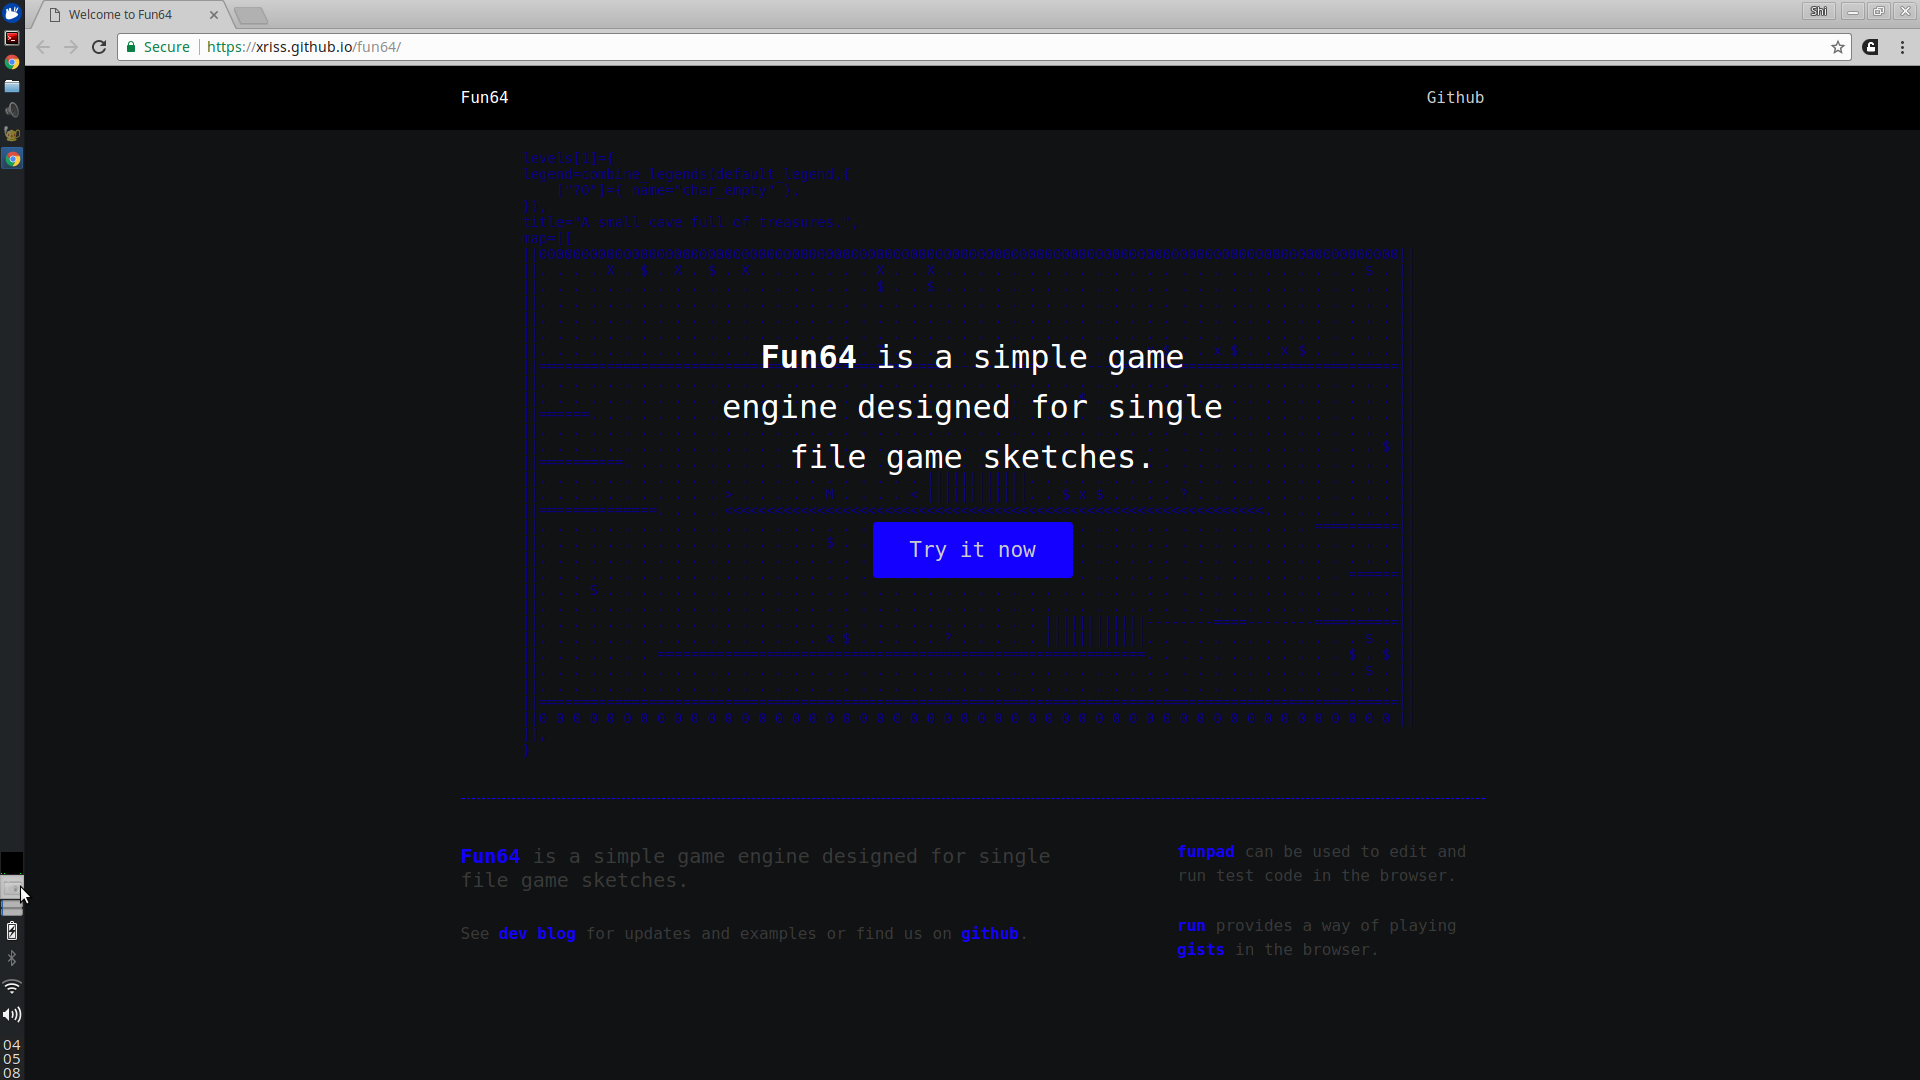 Welcome to Fun64
Shi
Secure
https://xriss.github.io/fun64/
Fun64
Github
levels[1]={
legend=combine_legends(default_legend,{
["?0"]={ name="char_empty" },
}),
title="A small cave full of treasures.",
map=[[
Fun64 is a simple game
engine designed for single
file game sketches.
Try it now
Fun64 is a simple game engine designed for single
file game sketches.
See dev blog for updates and examples or find us on github.
funpad can be used to edit and
run test code in the browser.
run provides a way of playing
gists in the browser.
04
05
08